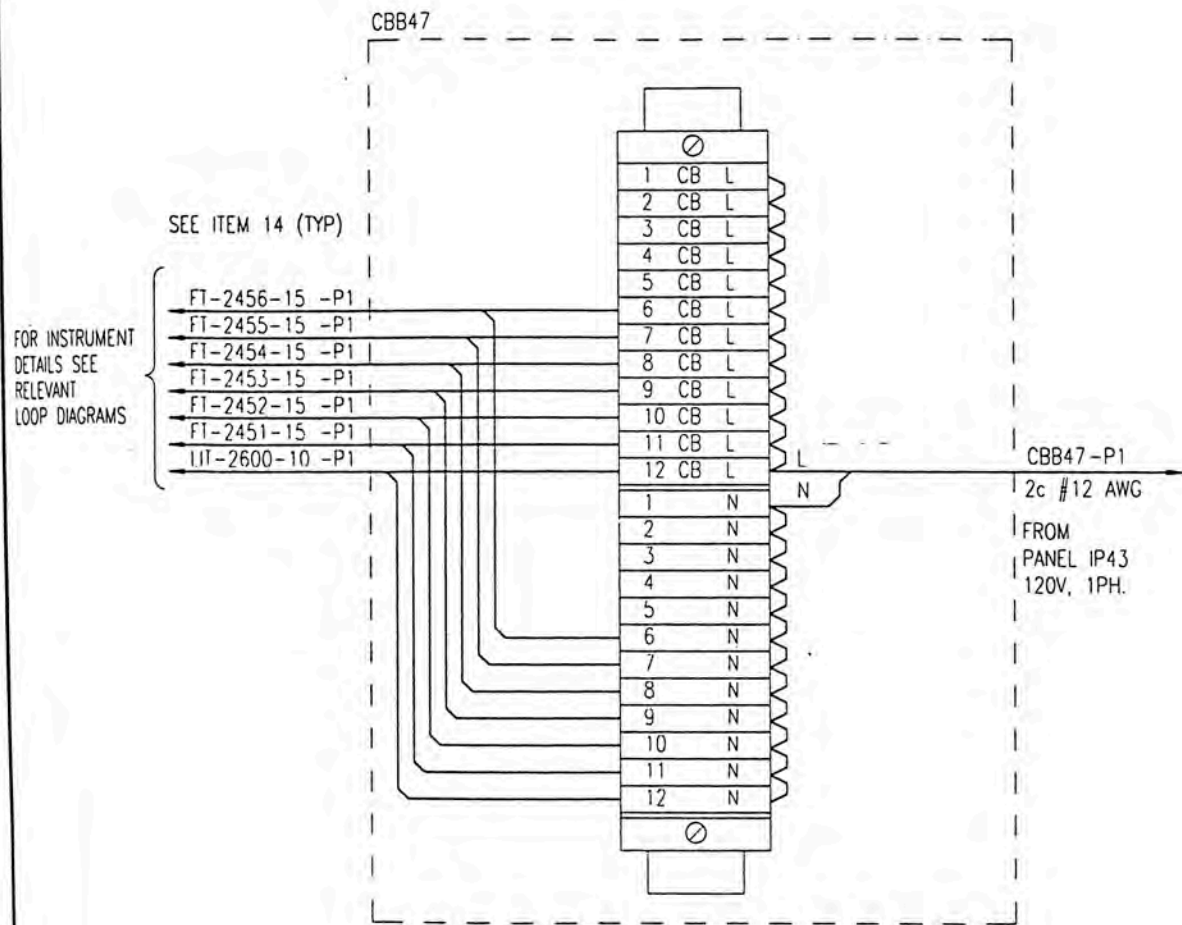 CBB47
SEE ITEM 14 (TYP)
FOR INSTRUMENT
DETAILS SEE
RELEVANT
LOOP DIAGRAMS
FT-2456-15 -P1
FT-2455-15 -P1
FT-2454-15 -P1
FT-2453-15 -P1
FT-2452-15 -P1
FT-2451-15 -P1
LIT-2600-10 -P1
1 CB L
2 CB L
3 CB L
4 CB L
5 CB L
6 CB L
7 CB L
8 CB L
9 CB L
10 CB L
11 CB L
12 CB L
1 N
2 N
3 N
4 N
5 N
6 N
7 N
8 N
9 N
10 N
11 N
12 N
L
N
CBB47-P1
2c #12 AWG
FROM
PANEL IP43
120V, 1PH.